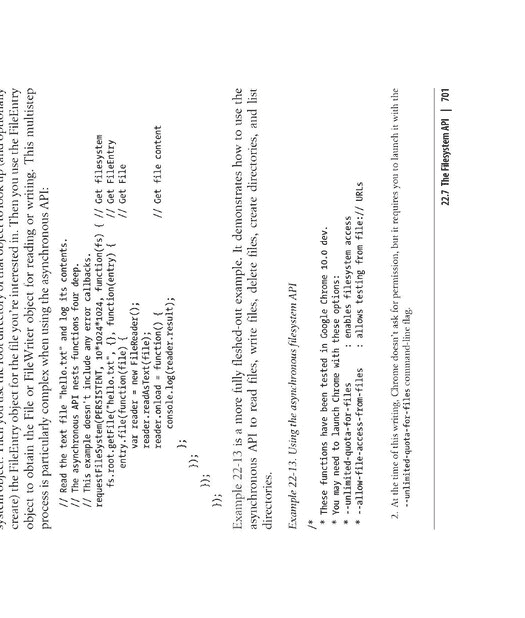 create) the FileEntry object for the file you're interested in. Then you use the FileEntry
object to obtain the File or FileWriter object for reading or writing. This multistep
process is particularly complex when using the asynchronous API:
// Read the text file "hello.txt" and log its contents.
// The asynchronous API nests functions four deep.
// This example doesn't include any error callbacks.
requestFilesystem(PERSISTENT, 10*1024*1024, function(fs) { // Get filesystem
fs.root.getFile("hello.txt", {}, function(entry) { // Get FileEntry
entry.file(function(file) { // Get File
var reader = new FileReader();
reader.readAsText(file);
reader.onload = function() { // Get file content
console.log(reader.result);
};
});
});
});
Example 22-13 is a more fully fleshed-out example. It demonstrates how to use the
asynchronous API to read files, write files, delete files, create directories, and list
directories.
Example 22-13. Using the asynchronous filesystem API
/*
* These functions have been tested in Google Chrome 10.0 dev.
* You may need to launch Chrome with these options:
* --unlimited-quota-for-files : enables filesystem access
* --allow-file-access-from-files : allows testing from file:// URLs
2. At the time of this writing, Chrome doesn't ask for permission, but it requires you to launch it with the
--unlimited-quota-for-files command-line flag.
22.7 The Filesystem API | 701